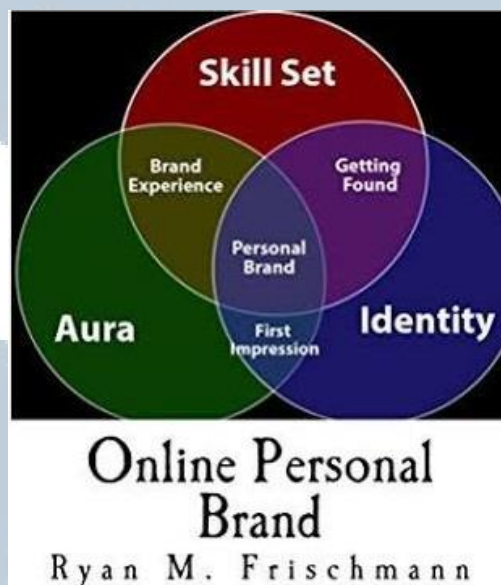 Skill Set
Brand
Experience
Getting
Found
Personal
Brand
Aura
First
Impression
Identity
Online Personal
Brand
Ryan M. Frischmann